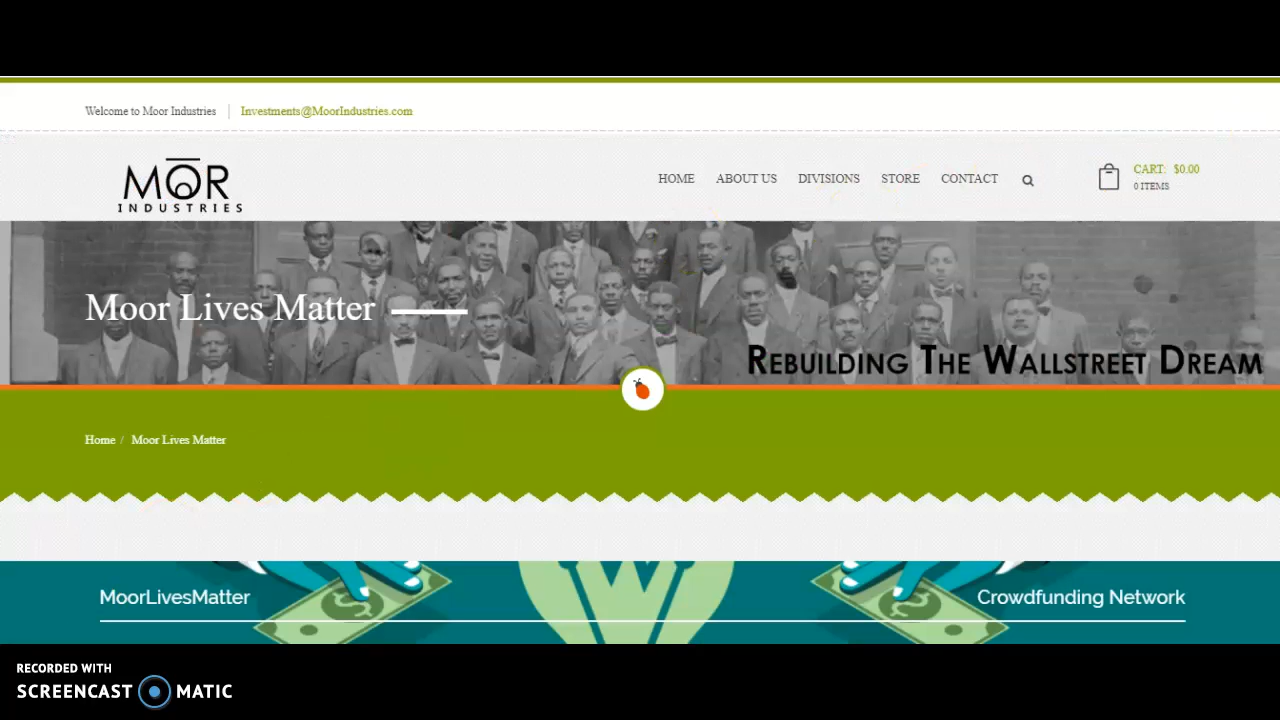 Welcome to Moor Industries
Investments@MoorIndustries.com
MŌR
INDUSTRIES
HOME ABOUT US DIVISIONS STORE CONTACT
CART: $0.00
0 ITEMS
Moor Lives Matter
REBUILDING THE WALLSTREET DREAM
Home / Moor Lives Matter
MoorLivesMatter
Crowdfunding Network
RECORDED WITH
SCREENCAST MATIC